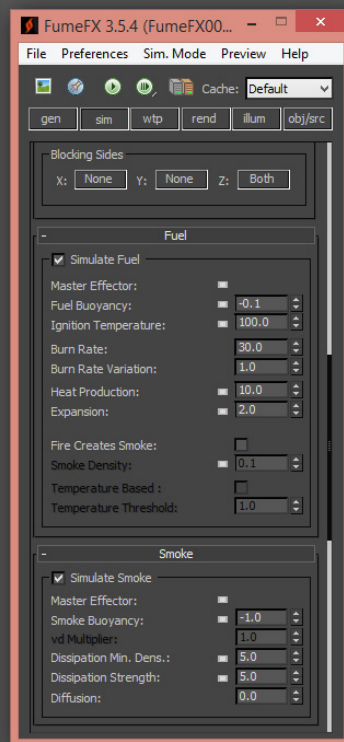 FumeFX 3.5.4 (FumeFX00...
File Preferences Sim. Mode Preview Help
Cache: Default
gen sim wtp rend illum obj/src
Blocking Sides
X: None Y: None Z: Both
- Fuel
Simulate Fuel
Master Effector:
Fuel Buoyancy: -0.1
Ignition Temperature: 100.0
Burn Rate: 30.0
Burn Rate Variation: 1.0
Heat Production: 10.0
Expansion: 2.0
Fire Creates Smoke:
Smoke Density: 0.1
Temperature Based :
Temperature Threshold: 1.0
- Smoke
Simulate Smoke
Master Effector:
Smoke Buoyancy: -1.0
vd Multiplier: 1.0
Dissipation Min. Dens.: 5.0
Dissipation Strength: 5.0
Diffusion: 0.0